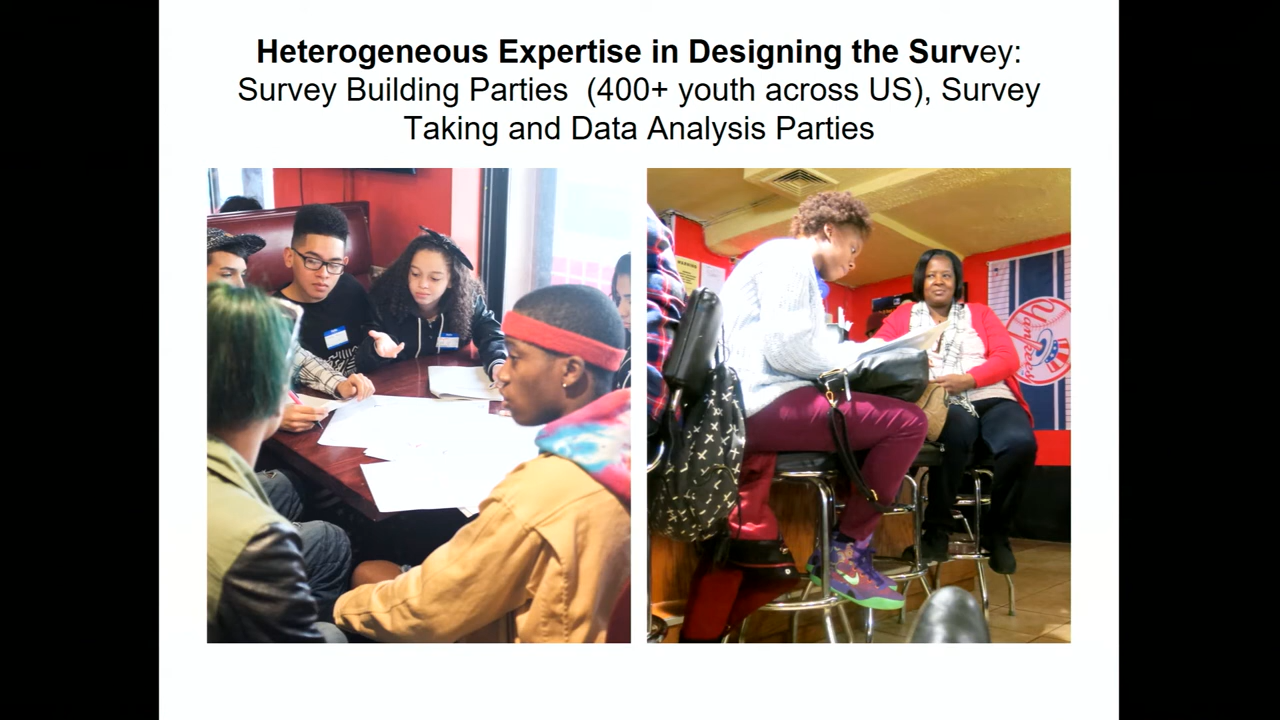 Heterogeneous Expertise in Designing the Survey:
Survey Building Parties (400+ youth across US), Survey
Taking and Data Analysis Parties
Yankees